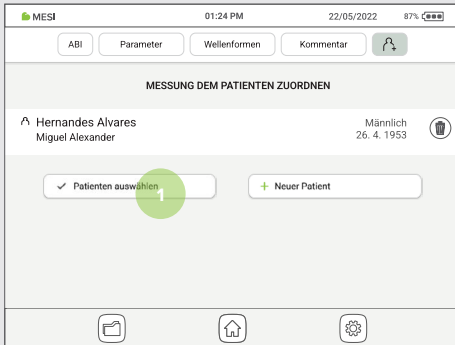 MESI 01:24 PM 22/05/2022 87%
ABI Parameter Wellenformen Kommentar
MESSUNG DEM PATIENTEN ZUORDNEN
Hernandes Alvares Männlich
Miguel Alexander 26. 4. 1953
Patienten auswählen Neuer Patient
1